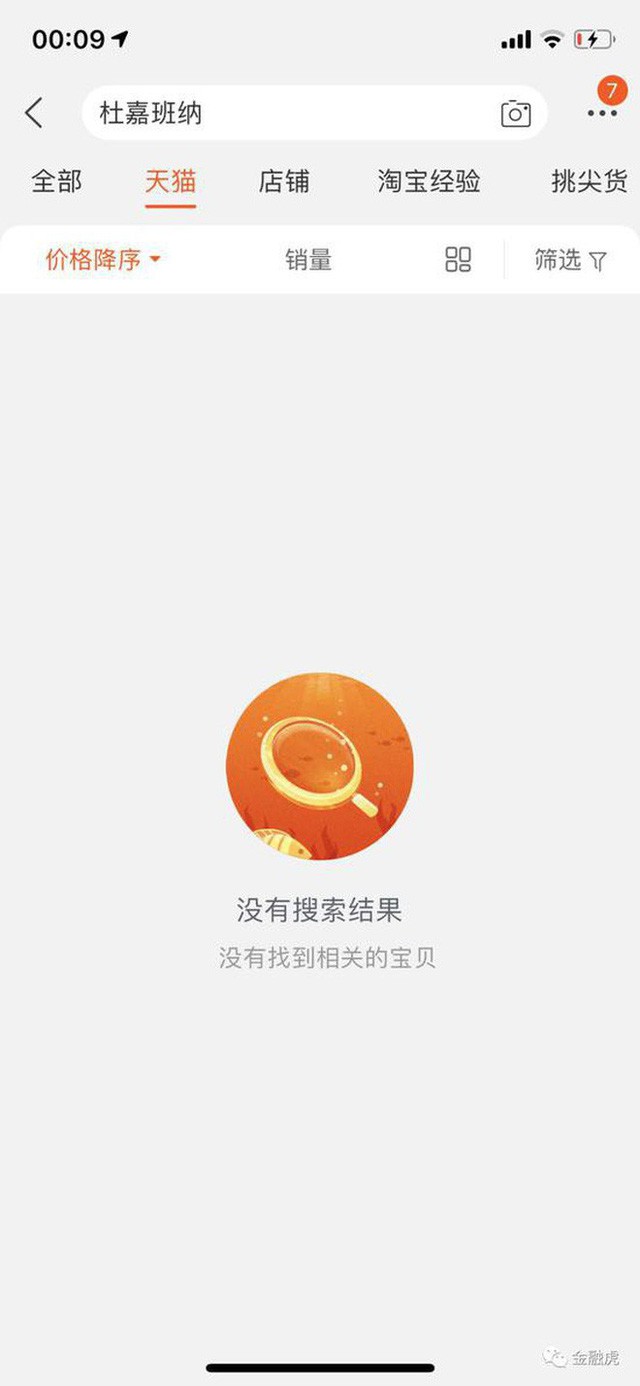 00:09
杜嘉班纳
7
全部 天猫 店铺 淘宝经验 挑尖货
价格降序 销量 筛选
没有搜索结果
没有找到相关的宝贝
金融虎